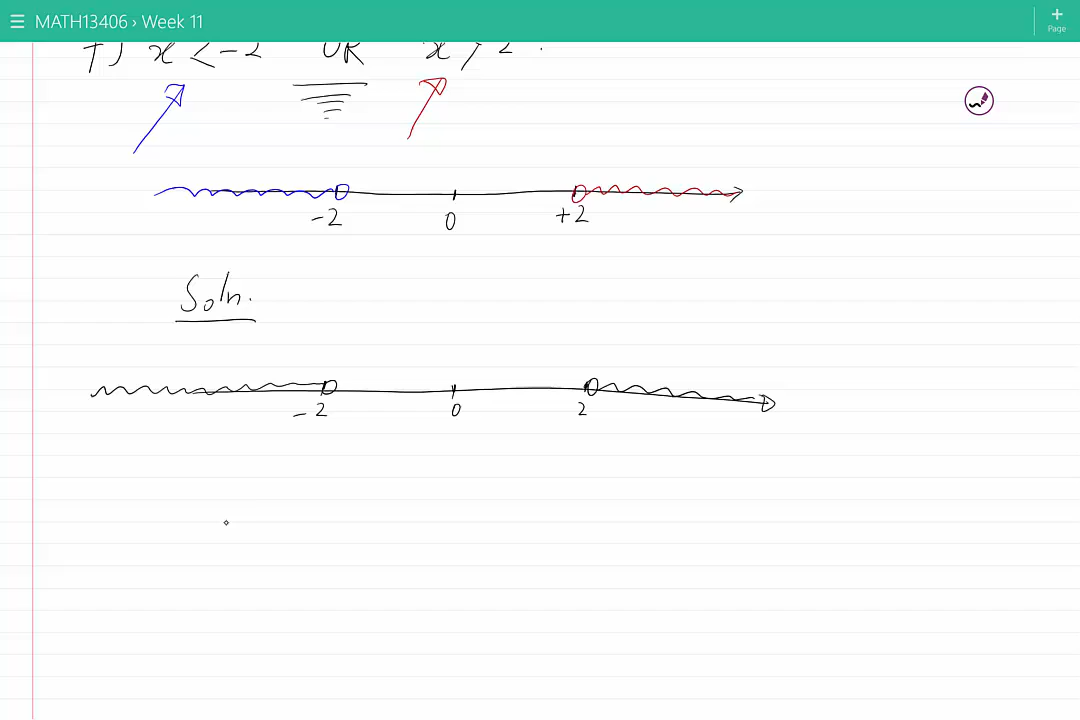 MATH13406 › Week 11
+
Page
f) x < -2 OR x > 2.
-2 0 +2
Soln.
-2 0 2